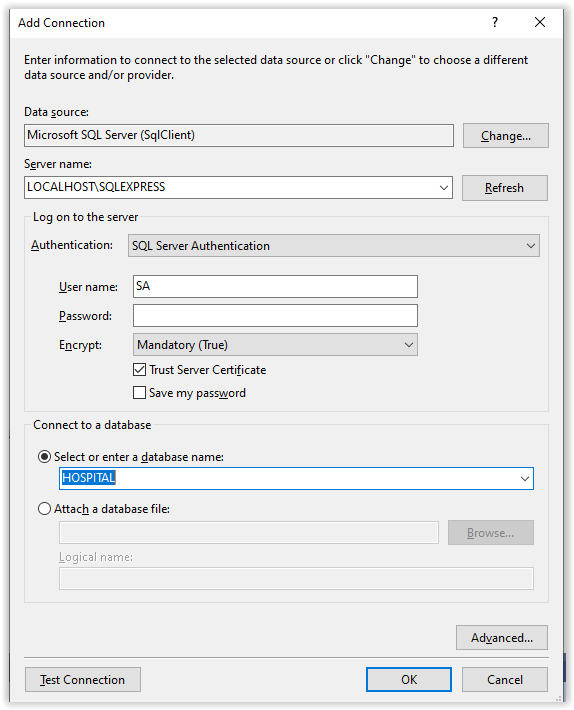 Add Connection
?
Enter information to connect to the selected data source or click "Change" to choose a different
data source and/or provider.
Data source:
Microsoft SQL Server (SqlClient)
Change...
Server name:
LOCALHOST\SQLEXPRESS
Refresh
Log on to the server
Authentication:
SQL Server Authentication
User name:
SA
Password:
Encrypt:
Mandatory (True)
Trust Server Certificate
Save my password
Connect to a database
Select or enter a database name:
HOSPITAL
Attach a database file:
Browse...
Logical name:
Advanced...
Test Connection
OK
Cancel